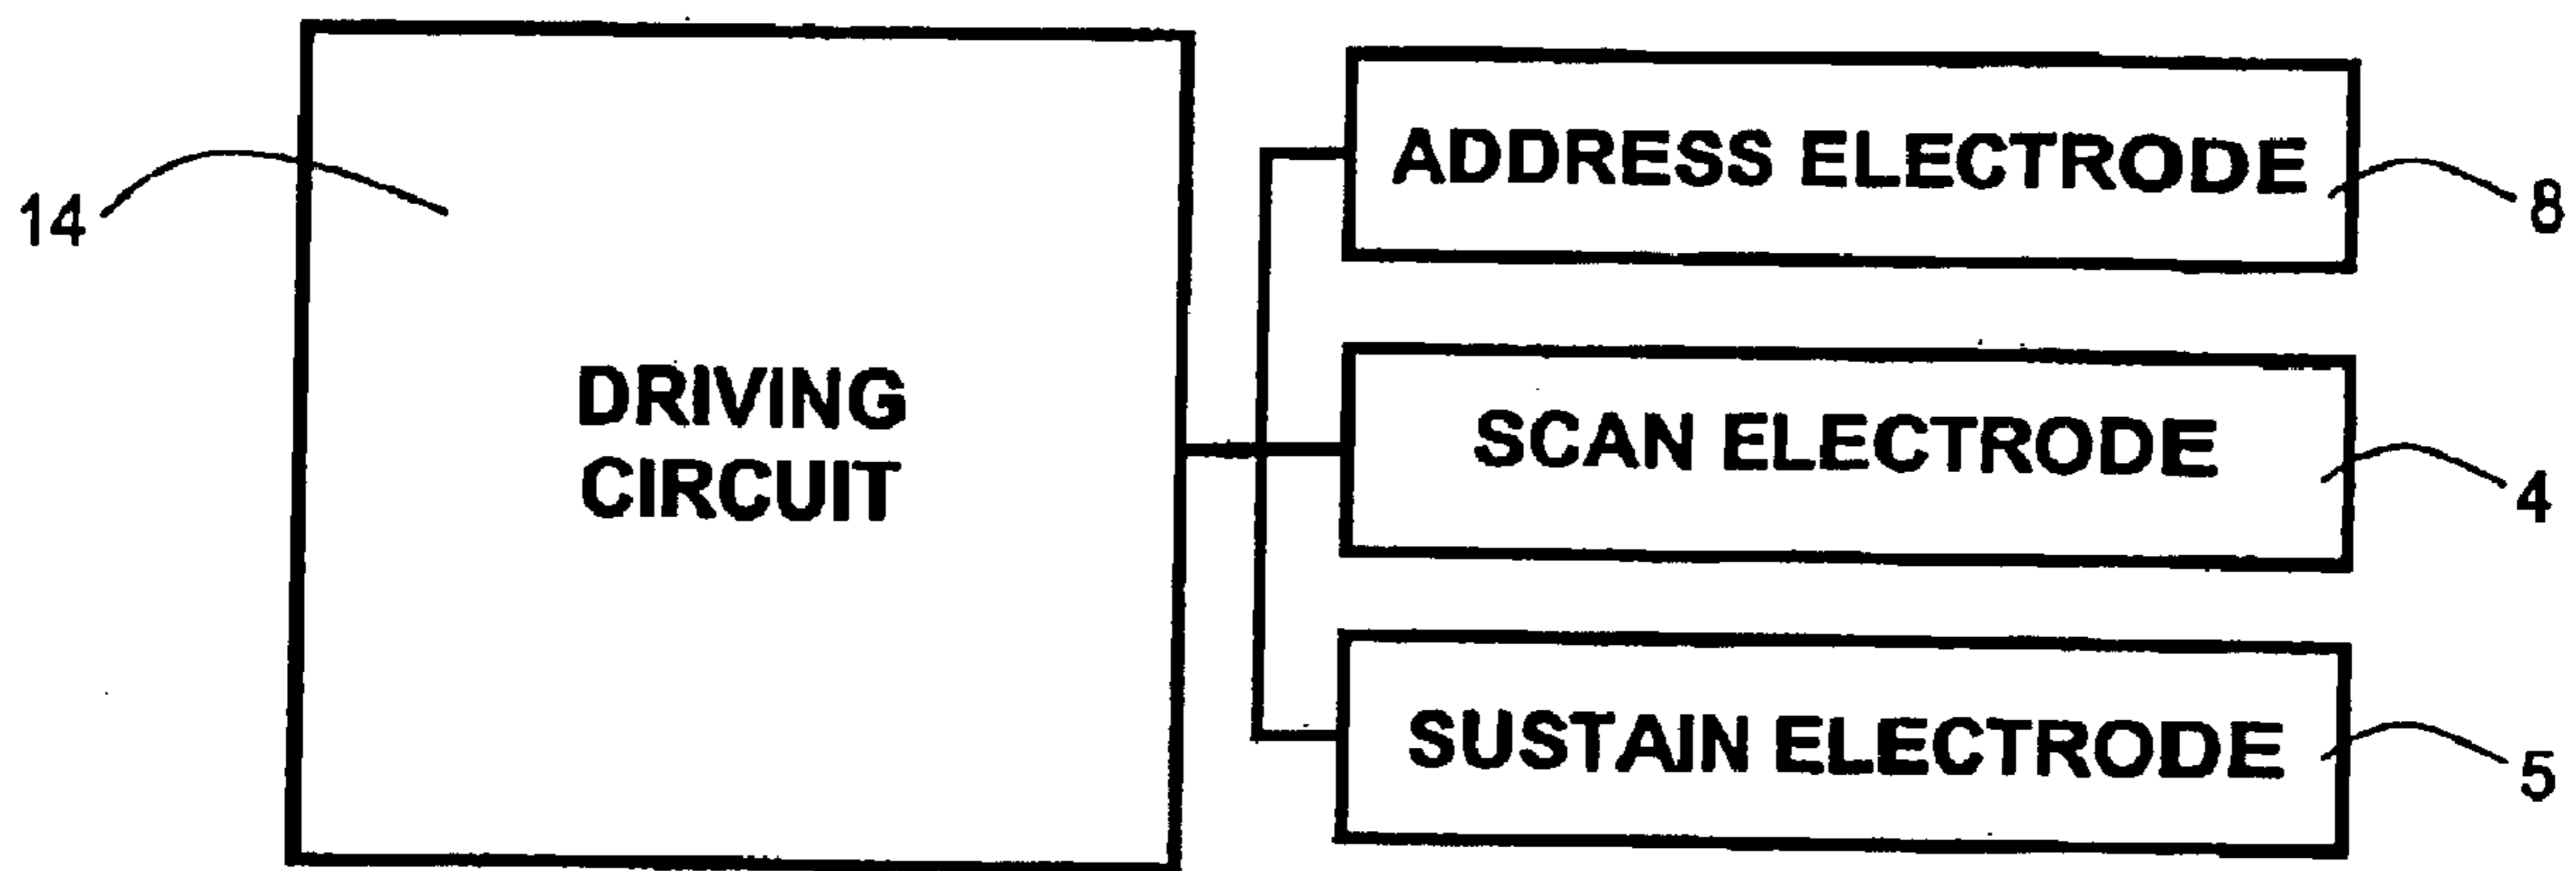 14
DRIVING
CIRCUIT
ADDRESS ELECTRODE
8
SCAN ELECTRODE
4
SUSTAIN ELECTRODE
5